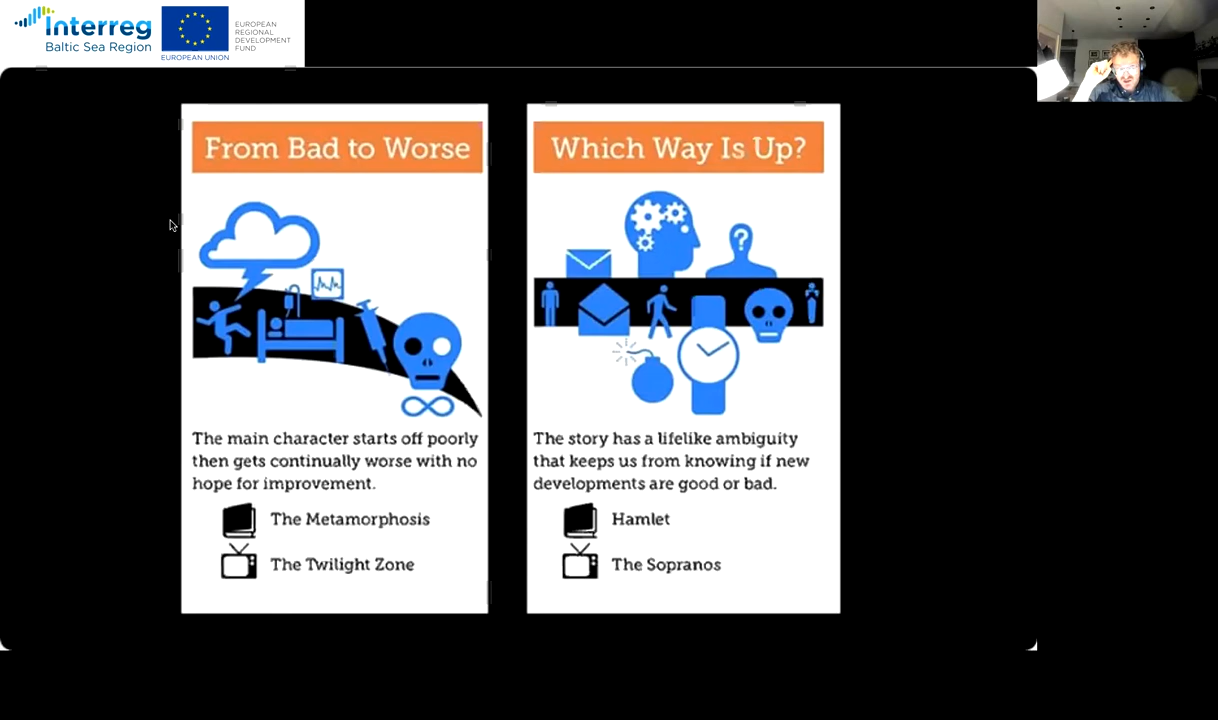 Interreg
Baltic Sea Region
EUROPEAN UNION
EUROPEAN
REGIONAL
DEVELOPMENT
FUND
From Bad to Worse
The main character starts off poorly
then gets continually worse with no
hope for improvement.
The Metamorphosis
The Twilight Zone
Which Way Is Up?
?
The story has a lifelike ambiguity
that keeps us from knowing if new
developments are good or bad.
Hamlet
The Sopranos